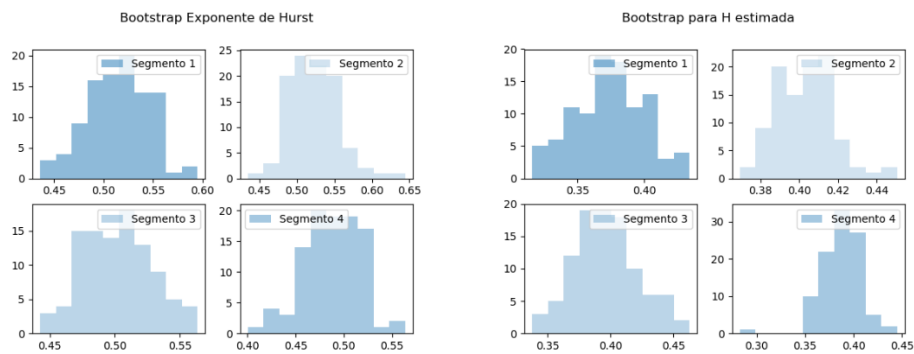 Bootstrap Exponente de Hurst
Bootstrap para H estimada
20
15
10
5
0
Segmento 1
0.45 0.50 0.55 0.60
25
20
15
10
5
0
Segmento 2
0.45 0.50 0.55 0.60 0.65
15
10
5
0
Segmento 3
0.45 0.50 0.55
20
15
10
5
0
Segmento 4
0.40 0.45 0.50 0.55
20
15
10
5
0
Segmento 1
0.35 0.40
20
15
10
5
0
Segmento 2
0.38 0.40 0.42 0.44
20
15
10
5
0
Segmento 3
0.35 0.40 0.45
30
20
10
0
Segmento 4
0.30 0.35 0.40 0.45